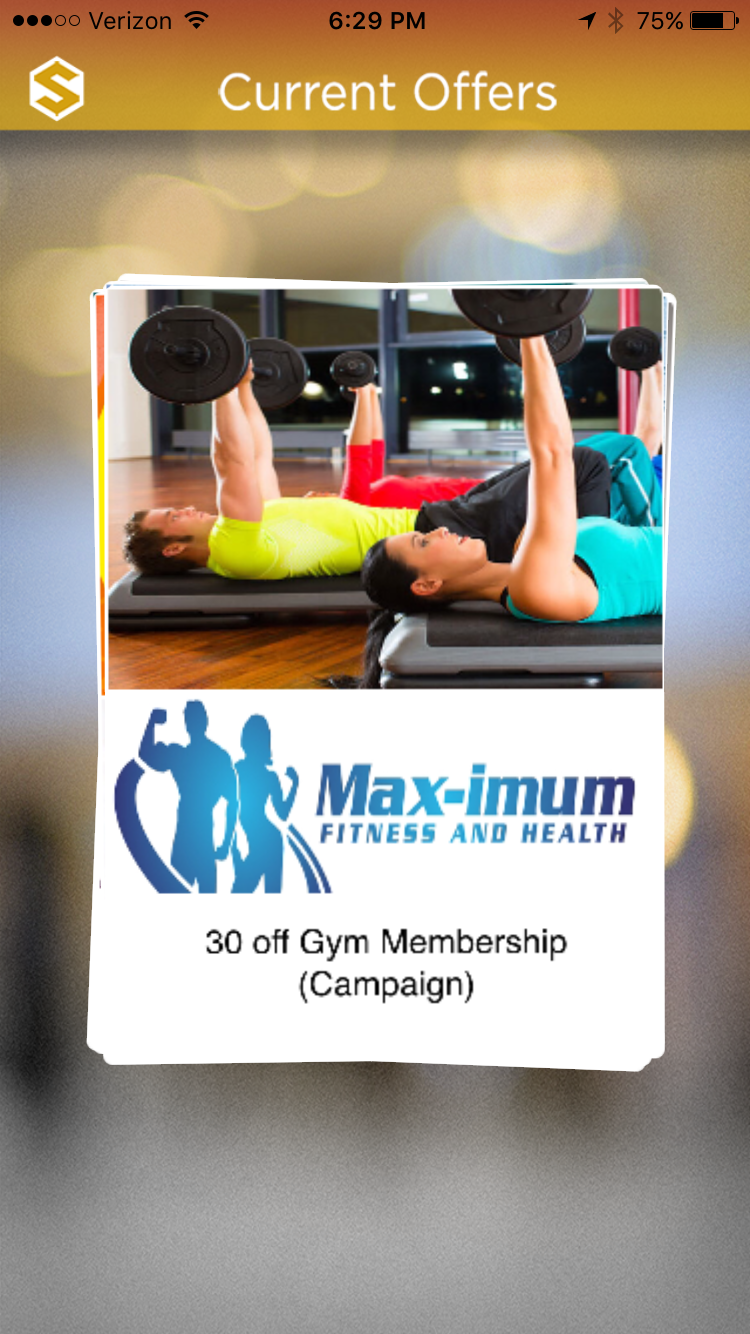 Verizon 6:29 PM 75%
S Current Offers
Max-imum
FITNESS AND HEALTH
30 off Gym Membership
(Campaign)